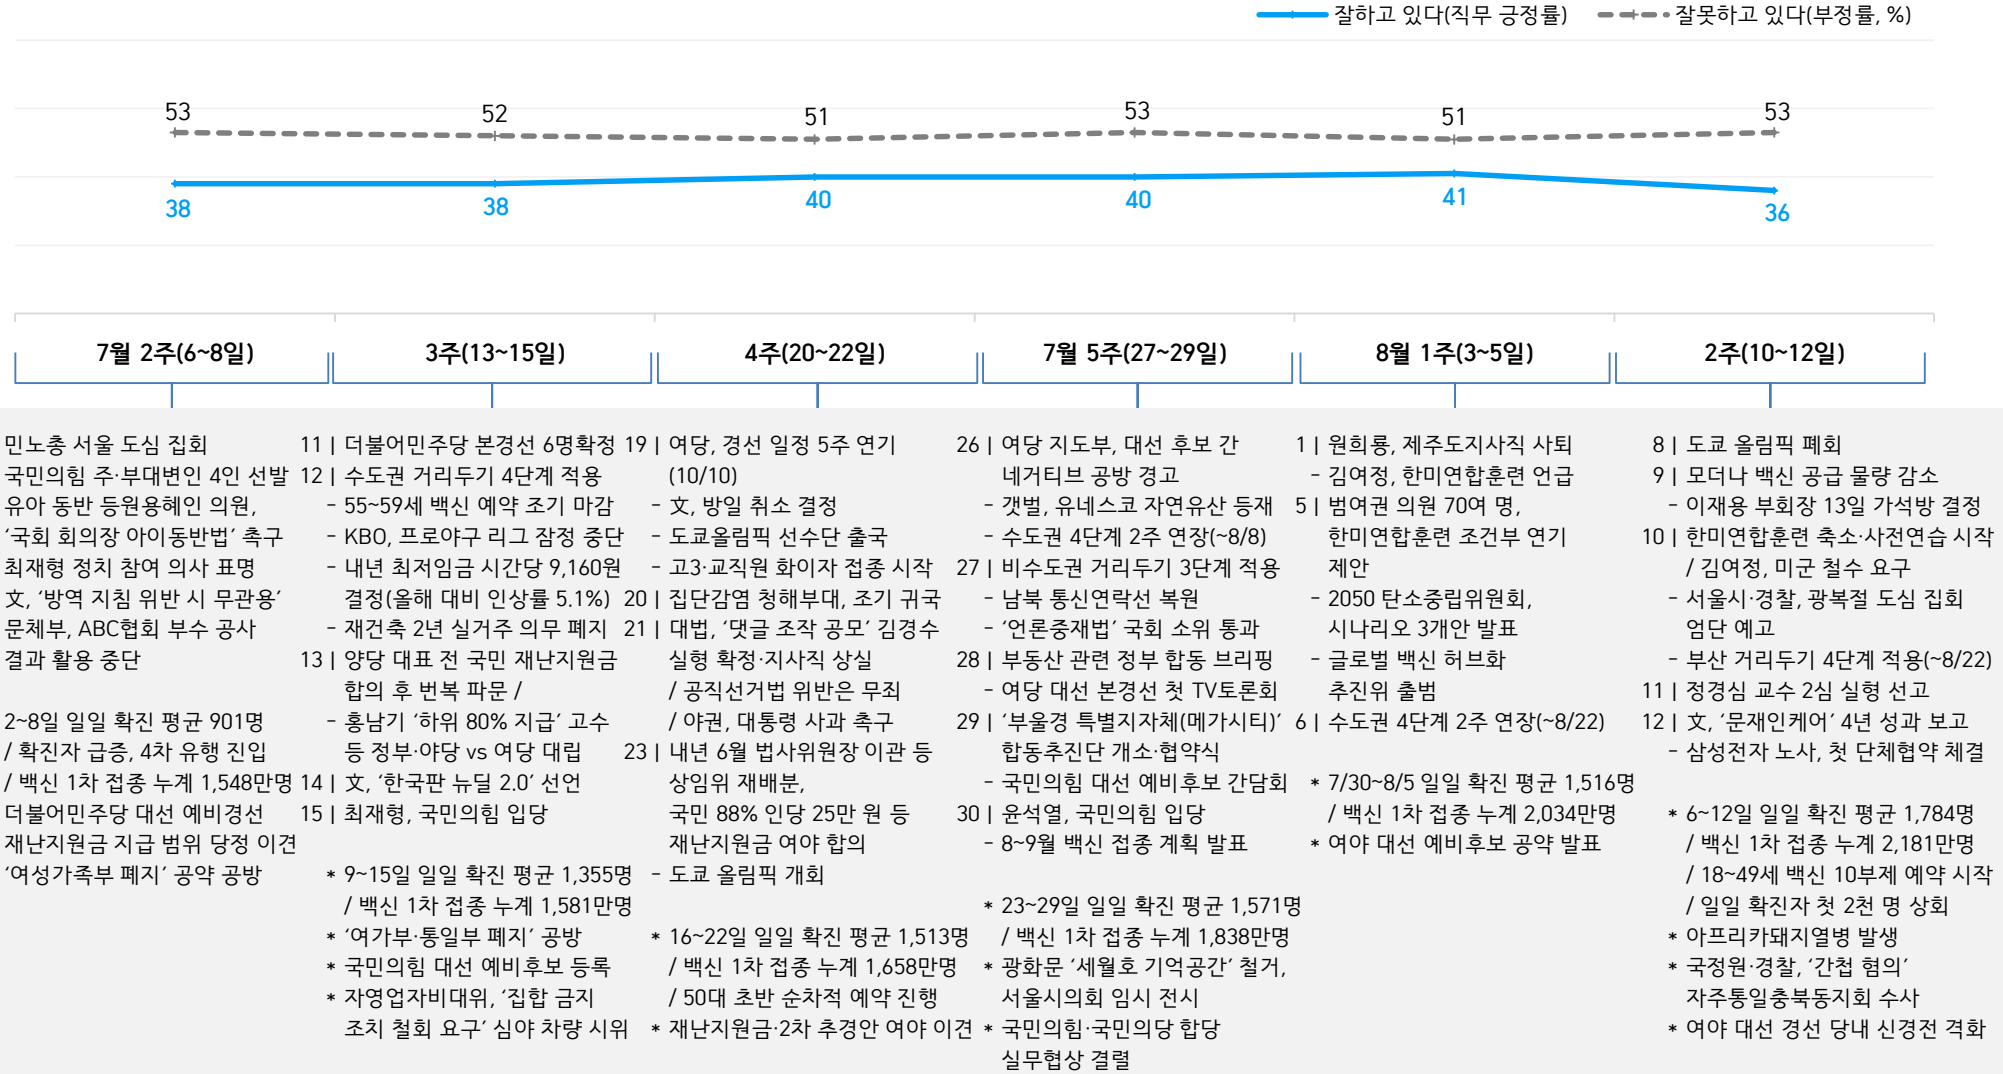 잘하고 있다(직무 긍정률)
잘못하고 있다(부정률, %)
53
52
51
53
51
53
38
38
40
40
41
36
7월 2주(6~8일)
3주(13~15일)
4주(20~22일)
7월 5주(27~29일)
8월 1주(3~5일)
2주(10~12일)
민노총 서울 도심 집회
국민의힘 주·부대변인 4인 선발
유아 동반 등원용혜인 의원,
‘국회 회의장 아이동반법’ 촉구
최재형 정치 참여 의사 표명
文, ‘방역 지침 위반 시 무관용’
문체부, ABC협회 부수 공사
결과 활용 중단
2~8일 일일 확진 평균 901명
/ 확진자 급증, 4차 유행 진입
/ 백신 1차 접종 누계 1,548만명
더불어민주당 대선 예비경선
재난지원금 지급 범위 당정 이견
‘여성가족부 폐지’ 공약 공방
11 | 더불어민주당 본경선 6명확정
12 | 수도권 거리두기 4단계 적용
- 55~59세 백신 예약 조기 마감
- KBO, 프로야구 리그 잠정 중단
- 내년 최저임금 시간당 9,160원
결정(올해 대비 인상률 5.1%)
- 재건축 2년 실거주 의무 폐지
13 | 양당 대표 전 국민 재난지원금
합의 후 번복 파문 /
- 홍남기 ‘하위 80% 지급’ 고수
등 정부·야당 vs 여당 대립
14 | 文, ‘한국판 뉴딜 2.0’ 선언
15 | 최재형, 국민의힘 입당
* 9~15일 일일 확진 평균 1,355명
/ 백신 1차 접종 누계 1,581만명
* ‘여가부·통일부 폐지’ 공방
* 국민의힘 대선 예비후보 등록
* 자영업자비대위, ‘집합 금지
조치 철회 요구’ 심야 차량 시위
19 | 여당, 경선 일정 5주 연기
(10/10)
- 文, 방일 취소 결정
- 도쿄올림픽 선수단 출국
- 고3·교직원 화이자 접종 시작
20 | 집단감염 청해부대, 조기 귀국
21 | 대법, ‘댓글 조작 공모’ 김경수
실형 확정·지사직 상실
/ 공직선거법 위반은 무죄
/ 야권, 대통령 사과 촉구
23 | 내년 6월 법사위원장 이관 등
상임위 재배분,
국민 88% 인당 25만 원 등
재난지원금 여야 합의
- 도쿄 올림픽 개회
* 16~22일 일일 확진 평균 1,513명
/ 백신 1차 접종 누계 1,658만명
/ 50대 초반 순차적 예약 진행
* 재난지원금·2차 추경안 여야 이견
26 | 여당 지도부, 대선 후보 간
네거티브 공방 경고
- 갯벌, 유네스코 자연유산 등재
- 수도권 4단계 2주 연장(~8/8)
27 | 비수도권 거리두기 3단계 적용
- 남북 통신연락선 복원
- ‘언론중재법’ 국회 소위 통과
28 | 부동산 관련 정부 합동 브리핑
- 여당 대선 본경선 첫 TV토론회
29 | ‘부울경 특별지자체(메가시티)’
합동추진단 개소·협약식
- 국민의힘 대선 예비후보 간담회
30 | 윤석열, 국민의힘 입당
- 8~9월 백신 접종 계획 발표
* 23~29일 일일 확진 평균 1,571명
/ 백신 1차 접종 누계 1,838만명
* 광화문 ‘세월호 기억공간’ 철거,
서울시의회 임시 전시
* 국민의힘·국민의당 합당
실무협상 결렬
1 | 원희룡, 제주도지사직 사퇴
- 김여정, 한미연합훈련 언급
5 | 범여권 의원 70여 명,
한미연합훈련 조건부 연기
제안
- 2050 탄소중립위원회,
시나리오 3개안 발표
- 글로벌 백신 허브화
추진위 출범
6 | 수도권 4단계 2주 연장(~8/22)
* 7/30~8/5 일일 확진 평균 1,516명
/ 백신 1차 접종 누계 2,034만명
* 여야 대선 예비후보 공약 발표
8 | 도쿄 올림픽 폐회
9 | 모더나 백신 공급 물량 감소
- 이재용 부회장 13일 가석방 결정
10 | 한미연합훈련 축소·사전연습 시작
/ 김여정, 미군 철수 요구
- 서울시·경찰, 광복절 도심 집회
엄단 예고
- 부산 거리두기 4단계 적용(~8/22)
11 | 정경심 교수 2심 실형 선고
12 | 文, ‘문재인케어’ 4년 성과 보고
- 삼성전자 노사, 첫 단체협약 체결
* 6~12일 일일 확진 평균 1,784명
/ 백신 1차 접종 누계 2,181만명
/ 18~49세 백신 10부제 예약 시작
/ 일일 확진자 첫 2천 명 상회
* 아프리카돼지열병 발생
* 국정원·경찰, ‘간첩 혐의’
자주통일충북동지회 수사
* 여야 대선 경선 당내 신경전 격화